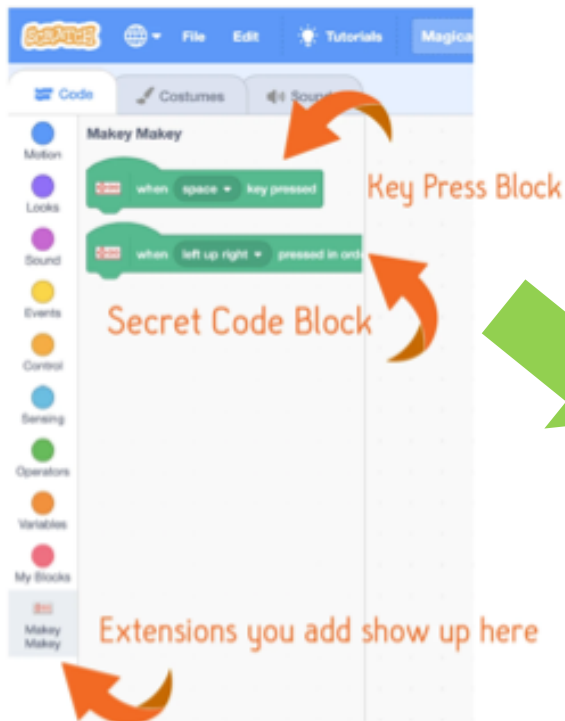 SCRATCH File Edit Tutorials Magica
Code Costumes Sounds
Motion
Looks
Sound
Events
Control
Sensing
Operators
Variables
My Blocks
Makey
Makey
Makey Makey
when space key pressed
Key Press Block
when left up right pressed in orde
Secret Code Block
Extensions you add show up here